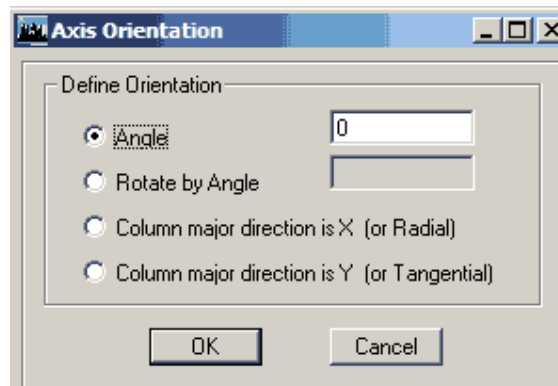 Axis Orientation
Define Orientation
Angle 0
Rotate by Angle
Column major direction is X (or Radial)
Column major direction is Y (or Tangential)
OK Cancel